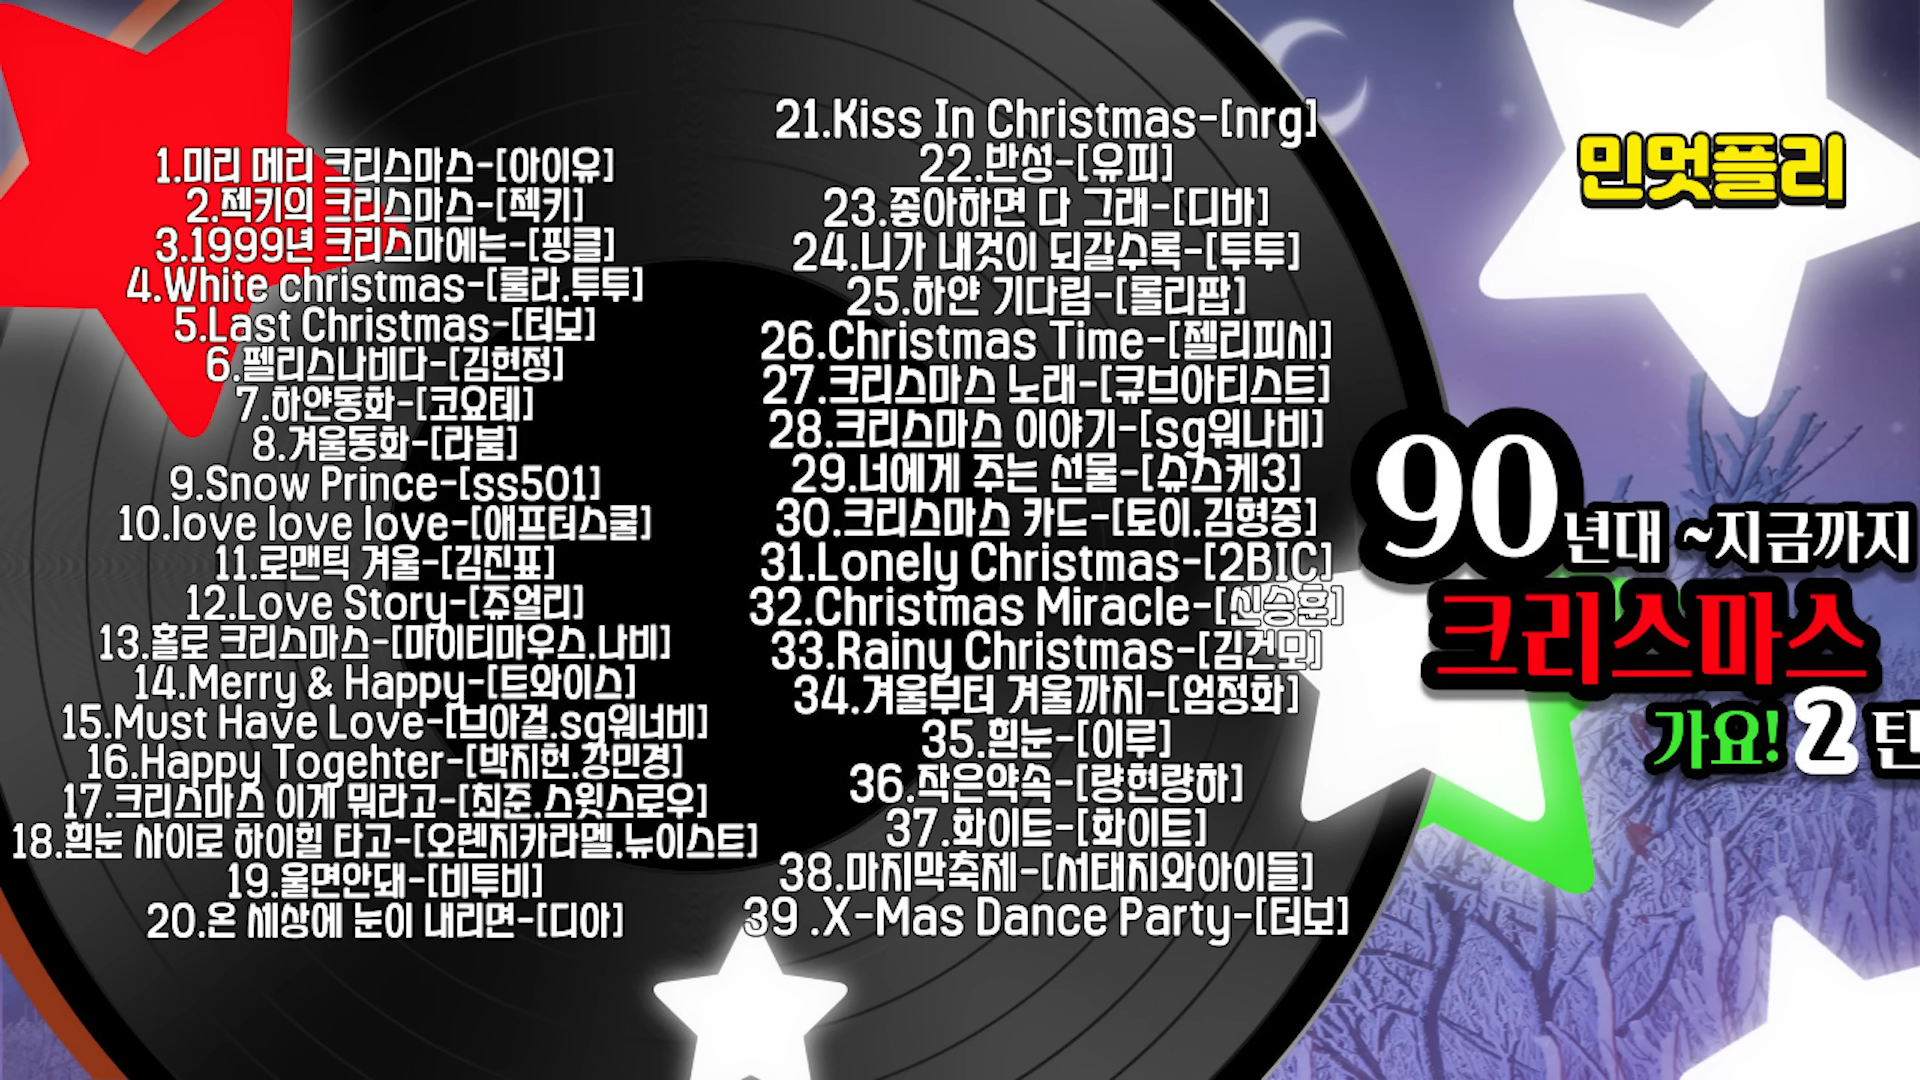 1.미리 메리 크리스마스-[아이유]
2.젝키의 크리스마스-[젝키]
3.1999년 크리스마에는-[핑클]
4.White christmas-[룰라.투투]
5.Last Christmas-[터보]
6.펠리스나비다-[김현정]
7.하얀동화-[코요테]
8.겨울동화-[라붐]
9.Snow Prince-[ss501]
10.love love love-[애프터스쿨]
11.로맨틱 겨울-[김진표]
12.Love Story-[쥬얼리]
13.홀로 크리스마스-[마이티마우스.나비]
14.Merry & Happy-[트와이스]
15.Must Have Love-[브아걸.sg워너비]
16.Happy Togehter-[박지헌.강민경]
17.크리스마스 이게 뭐라고-[최준.스윗스로우]
18.흰눈 사이로 하이힐 타고-[오렌지카라멜.뉴이스트]
19.울면안돼-[비투비]
20.온 세상에 눈이 내리면-[디아]
21.Kiss In Christmas-[nrg]
22.반성-[유피]
23.좋아하면 다 그래-[디바]
24.니가 내것이 되갈수록-[투투]
25.하얀 기다림-[롤리팝]
26.Christmas Time-[젤리피시]
27.크리스마스 노래-[큐브아티스트]
28.크리스마스 이야기-[sg워나비]
29.너에게 주는 선물-[슈스케3]
30.크리스마스 카드-[토이.김형중]
31.Lonely Christmas-[2BIC]
32.Christmas Miracle-[신승훈]
33.Rainy Christmas-[김건모]
34.겨울부터 겨울까지-[엄정화]
35.흰눈-[이루]
36.작은약속-[량현량하]
37.화이트-[화이트]
38.마지막축제-[서태지와아이들]
39 .X-Mas Dance Party-[터보]
민멋플리
90년대 ~지금까지
크리스마스
가요! 2 탄